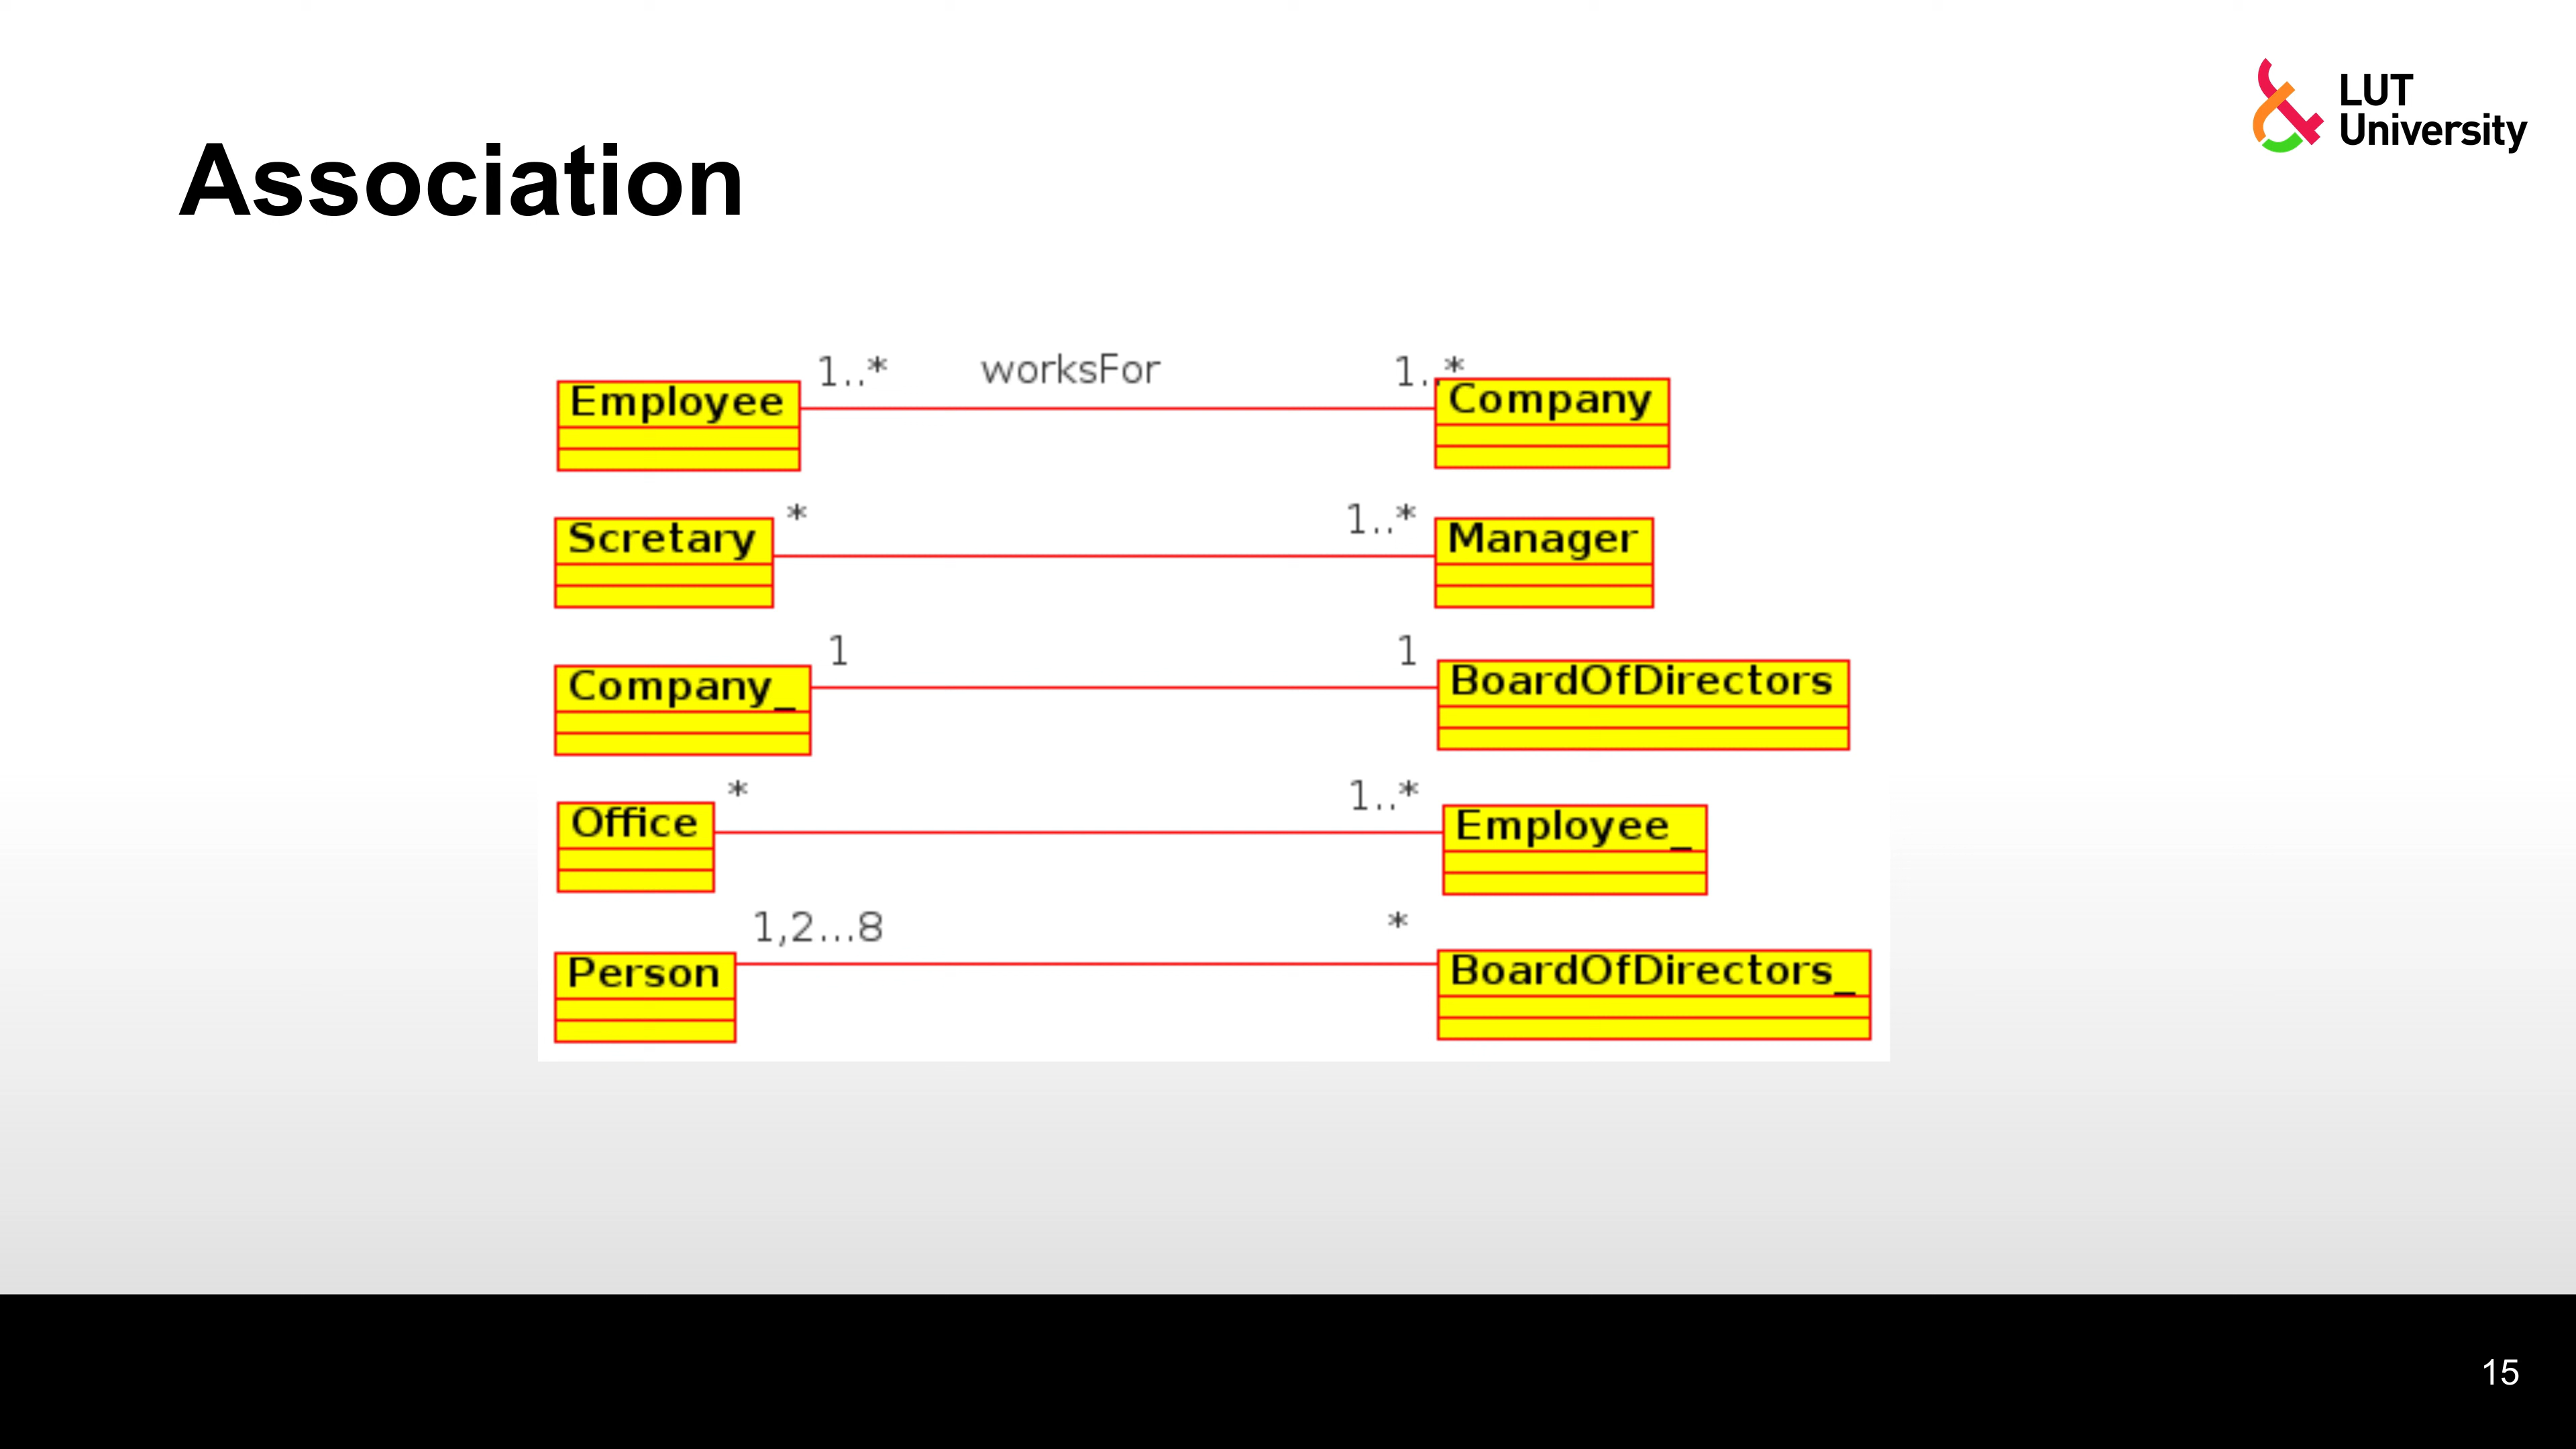 LUT
University
Association
1..* worksFor 1..*
Employee Company
* 1..*
Scretary Manager
1 1
Company_ BoardOfDirectors
* 1..*
Office Employee_
1,2...8 *
Person BoardOfDirectors_
15